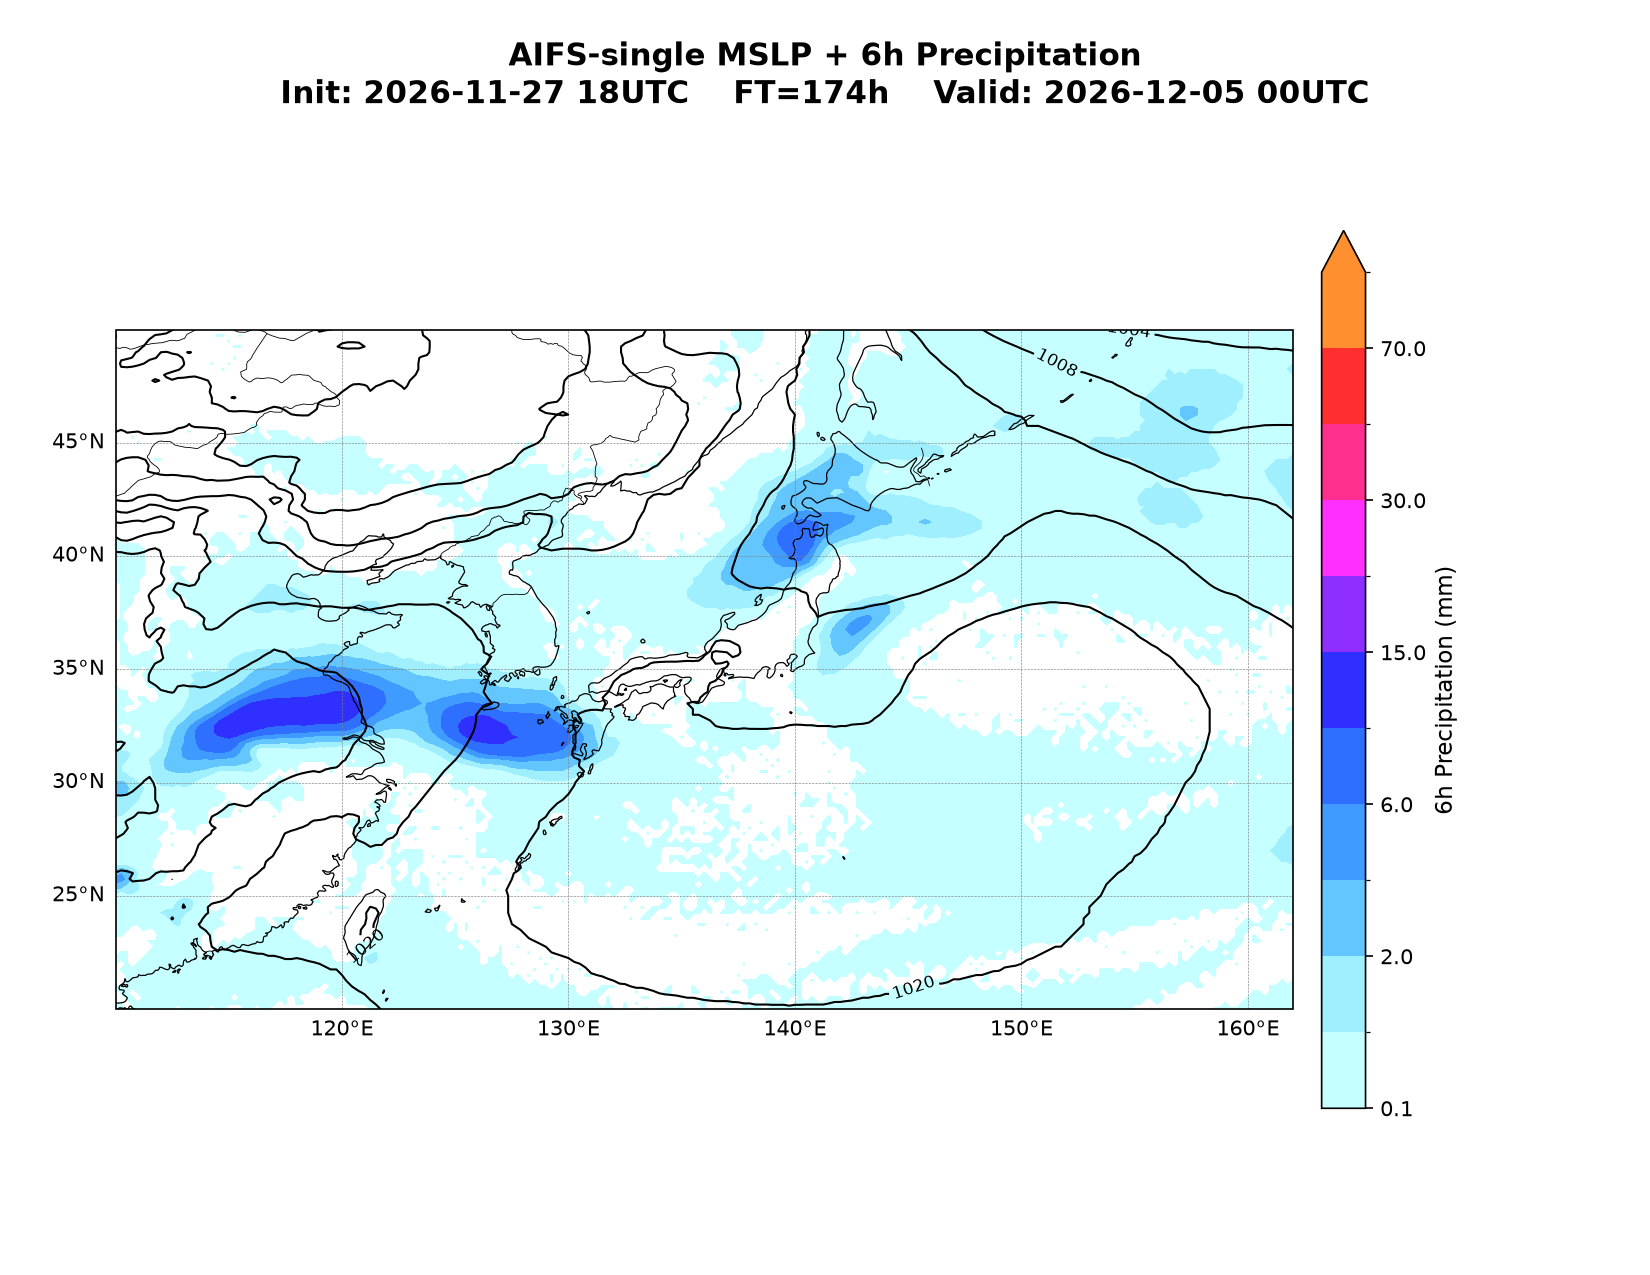 AIFS-single MSLP + 6h Precipitation
Init: 2026-11-27 18UTC    FT=174h    Valid: 2026-12-05 00UTC
1008
45°N
40°N
35°N
30°N
25°N
1020
120°E
130°E
140°E
150°E
160°E
70.0
30.0
15.0
6.0
2.0
0.1
6h Precipitation (mm)